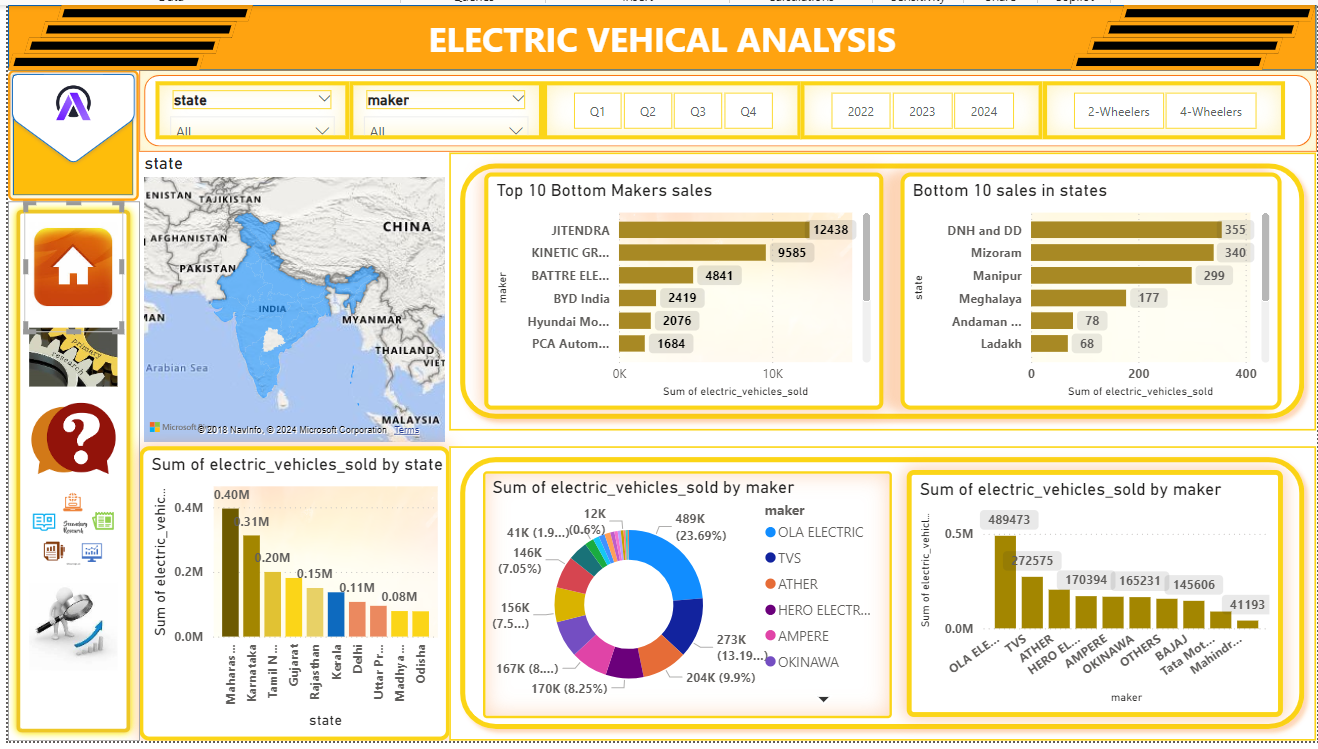 ELECTRIC VEHICAL ANALYSIS
state
All
maker
All
Q1
Q2
Q3
Q4
2022
2023
2024
2-Wheelers
4-Wheelers
state
ENISTAN
TAJIKISTAN
CHINA
AFGHANISTAN
PAKISTAN
INDIA
MYANMAR
THAILAND
VIET
Arabian Sea
MALAYSIA
Microsoft
© 2018 NavInfo, © 2024 Microsoft Corporation
Terms
primary
research
Secondary
Research
Top 10 Bottom Makers sales
maker
JITENDRA
12438
KINETIC GR...
9585
BATTRE ELE...
4841
BYD India
2419
Hyundai Mo...
2076
PCA Autom...
1684
0K
10K
Sum of electric_vehicles_sold
Bottom 10 sales in states
state
DNH and DD
355
Mizoram
340
Manipur
299
Meghalaya
177
Andaman ...
78
Ladakh
68
0
200
400
Sum of electric_vehicles_sold
Sum of electric_vehicles_sold by state
Sum of electric_vehic...
0.4M
0.2M
0.0M
0.40M
0.31M
0.20M
0.15M
0.11M
0.08M
Maharas...
Karnataka
Tamil N...
Gujarat
Rajasthan
Kerala
Delhi
Uttar Pr...
Madhya...
Odisha
state
Sum of electric_vehicles_sold by maker
489K
(23.69%)
273K
(13.19...)
204K (9.9%)
170K (8.25%)
167K (8....)
156K
(7.5...)
146K
(7.05%)
41K (1.9...)
12K
(0.6%)
maker
OLA ELECTRIC
TVS
ATHER
HERO ELECTR...
AMPERE
OKINAWA
Sum of electric_vehicles_sold by maker
Sum of electric_vehicl...
0.5M
0.0M
489473
272575
170394
165231
145606
41193
OLA ELE...
TVS
ATHER
HERO EL...
AMPERE
OKINAWA
OTHERS
BAJAJ
Tata Mot...
Mahindr...
maker